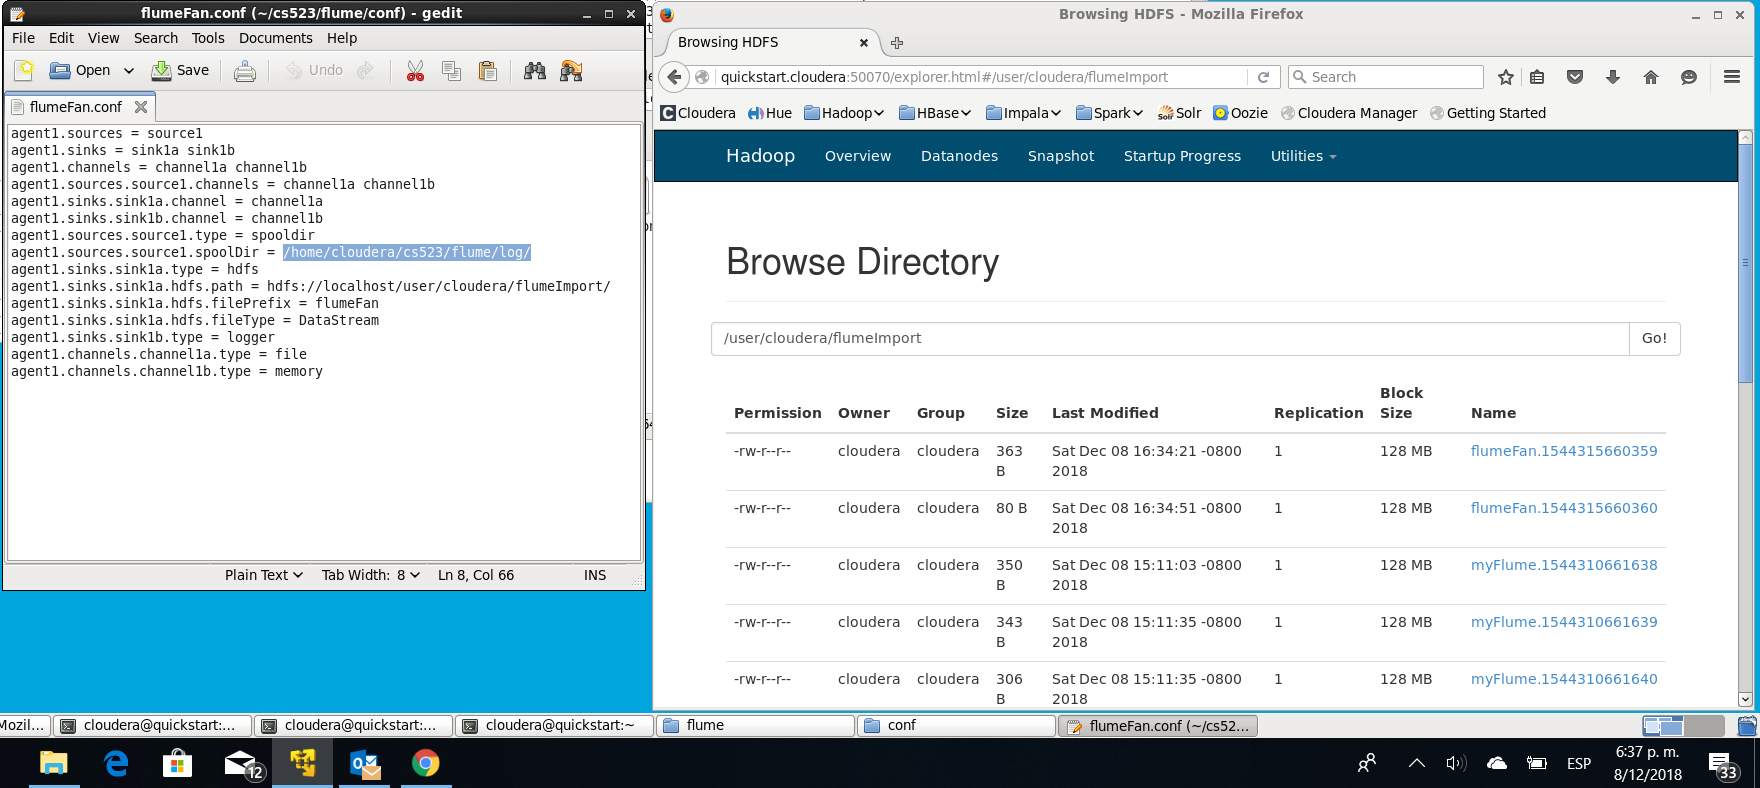 flumeFan.conf (~/cs523/flume/conf) - gedit
File Edit View Search Tools Documents Help
Open Save Undo
flumeFan.conf
agent1.sources = source1
agent1.sinks = sink1a sink1b
agent1.channels = channel1a channel1b
agent1.sources.source1.channels = channel1a channel1b
agent1.sinks.sink1a.channel = channel1a
agent1.sinks.sink1b.channel = channel1b
agent1.sources.source1.type = spooldir
agent1.sources.source1.spoolDir = /home/cloudera/cs523/flume/log/
agent1.sinks.sink1a.type = hdfs
agent1.sinks.sink1a.hdfs.path = hdfs://localhost/user/cloudera/flumeImport/
agent1.sinks.sink1a.hdfs.filePrefix = flumeFan
agent1.sinks.sink1a.hdfs.fileType = DataStream
agent1.sinks.sink1b.type = logger
agent1.channels.channel1a.type = file
agent1.channels.channel1b.type = memory
Plain Text Tab Width: 8 Ln 8, Col 66 INS
Browsing HDFS - Mozilla Firefox
Browsing HDFS
quickstart.cloudera:50070/explorer.html#/user/cloudera/flumeImport Search
Cloudera Hue Hadoop HBase Impala Spark Solr Solr Oozie Cloudera Manager Getting Started
Hadoop Overview Datanodes Snapshot Startup Progress Utilities
Browse Directory
/user/cloudera/flumeImport Go!
Permission Owner Group Size Last Modified Replication Block Size Name
-rw-r--r-- cloudera cloudera 363 B Sat Dec 08 16:34:21 -0800 2018 1 128 MB flumeFan.1544315660359
-rw-r--r-- cloudera cloudera 80 B Sat Dec 08 16:34:51 -0800 2018 1 128 MB flumeFan.1544315660360
-rw-r--r-- cloudera cloudera 350 B Sat Dec 08 15:11:03 -0800 2018 1 128 MB myFlume.1544310661638
-rw-r--r-- cloudera cloudera 343 B Sat Dec 08 15:11:35 -0800 2018 1 128 MB myFlume.1544310661639
-rw-r--r-- cloudera cloudera 306 B Sat Dec 08 15:11:35 -0800 2018 1 128 MB myFlume.1544310661640
Mozil... cloudera@quickstart:... cloudera@quickstart:... cloudera@quickstart:~ flume conf flumeFan.conf (~/cs52...
12
ESP
6:37 p. m.
8/12/2018
33